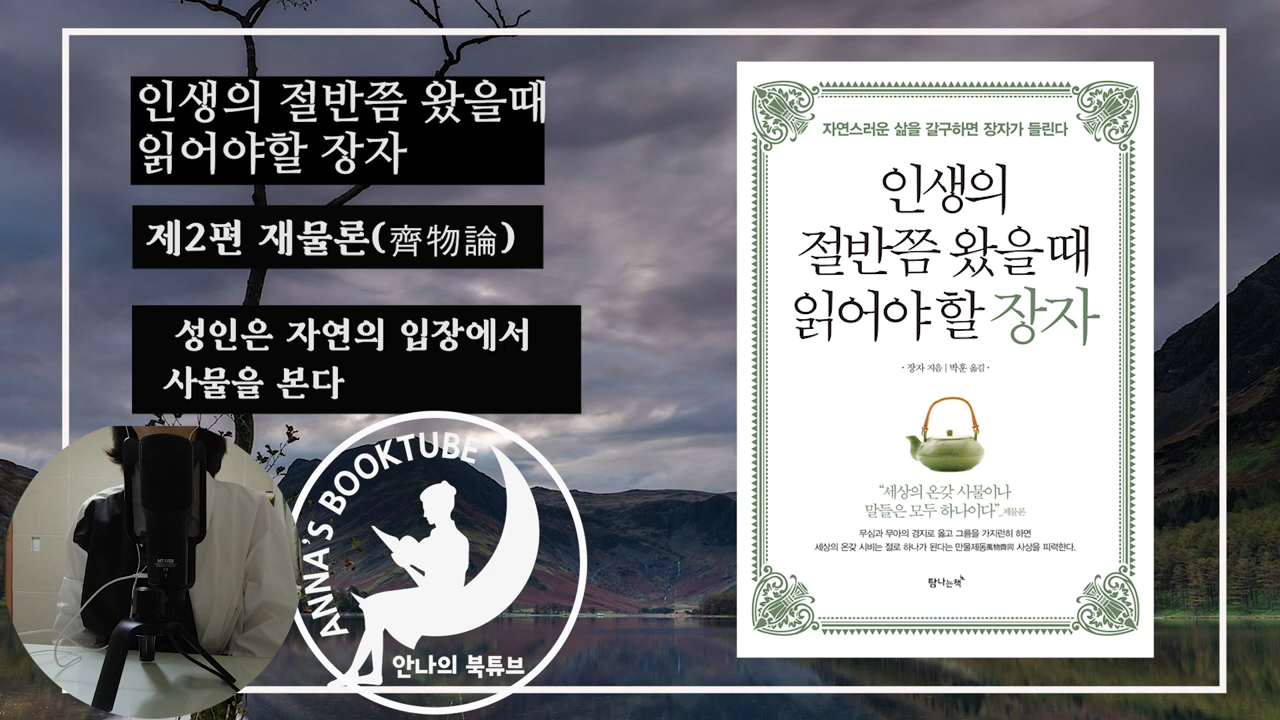 인생의 절반쯤 왔을때
읽어야할 장자
제2편 재물론(齊物論)
성인은 자연의 입장에서
사물을 본다
ANNA'S BOOKTUBE
안나의 북튜브
자연스러운 삶을 갈구하면 장자가 들린다
인생의
절반쯤 왔을 때
읽어야 할 장자
· 장자 지음 | 박훈 옮김 ·
“세상의 온갖 사물이나
말들은 모두 하나이다”_제물론
무심과 무아의 경지로 옳고 그름을 가지런히 하면
세상의 온갖 시비는 절로 하나가 된다는 만물제동萬物齊同 사상을 피력한다.
탐나는책